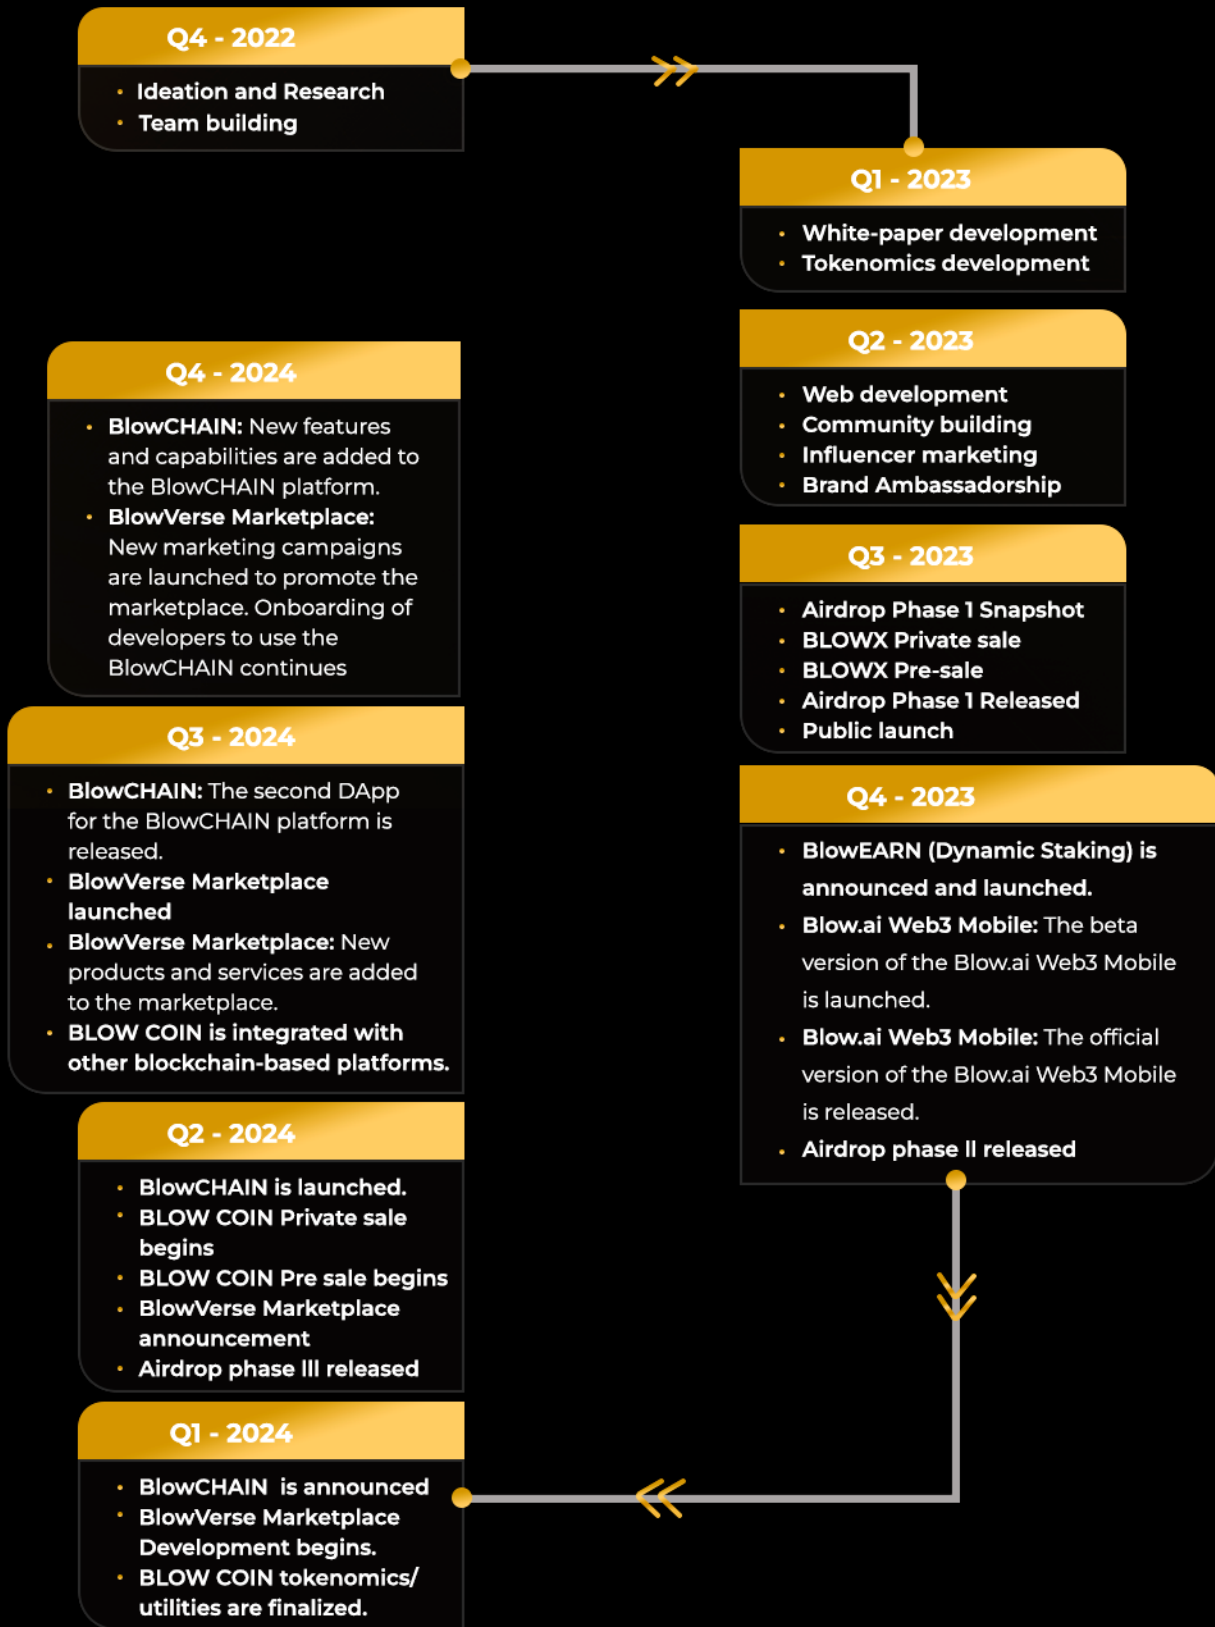 Q4 - 2022
• Ideation and Research
• Team building
Q1 - 2023
• White-paper development
• Tokenomics development
Q2 - 2023
• Web development
• Community building
• Influencer marketing
• Brand Ambassadorship
Q3 - 2023
• Airdrop Phase 1 Snapshot
• BLOWX Private sale
• BLOWX Pre-sale
• Airdrop Phase 1 Released
• Public launch
Q4 - 2023
• BlowEARN (Dynamic Staking) is
announced and launched.
• Blow.ai Web3 Mobile: The beta
version of the Blow.ai Web3 Mobile
is launched.
• Blow.ai Web3 Mobile: The official
version of the Blow.ai Web3 Mobile
is released.
• Airdrop phase II released
Q1 - 2024
• BlowCHAIN is announced
• BlowVerse Marketplace
Development begins.
• BLOW COIN tokenomics/
utilities are finalized.
Q2 - 2024
• BlowCHAIN is launched.
• BLOW COIN Private sale
begins
• BLOW COIN Pre sale begins
• BlowVerse Marketplace
announcement
• Airdrop phase III released
Q3 - 2024
• BlowCHAIN: The second DApp
for the BlowCHAIN platform is
released.
• BlowVerse Marketplace
launched
• BlowVerse Marketplace: New
products and services are added
to the marketplace.
• BLOW COIN is integrated with
other blockchain-based platforms.
Q4 - 2024
• BlowCHAIN: New features
and capabilities are added to
the BlowCHAIN platform.
• BlowVerse Marketplace:
New marketing campaigns
are launched to promote the
marketplace. Onboarding of
developers to use the
BlowCHAIN continues